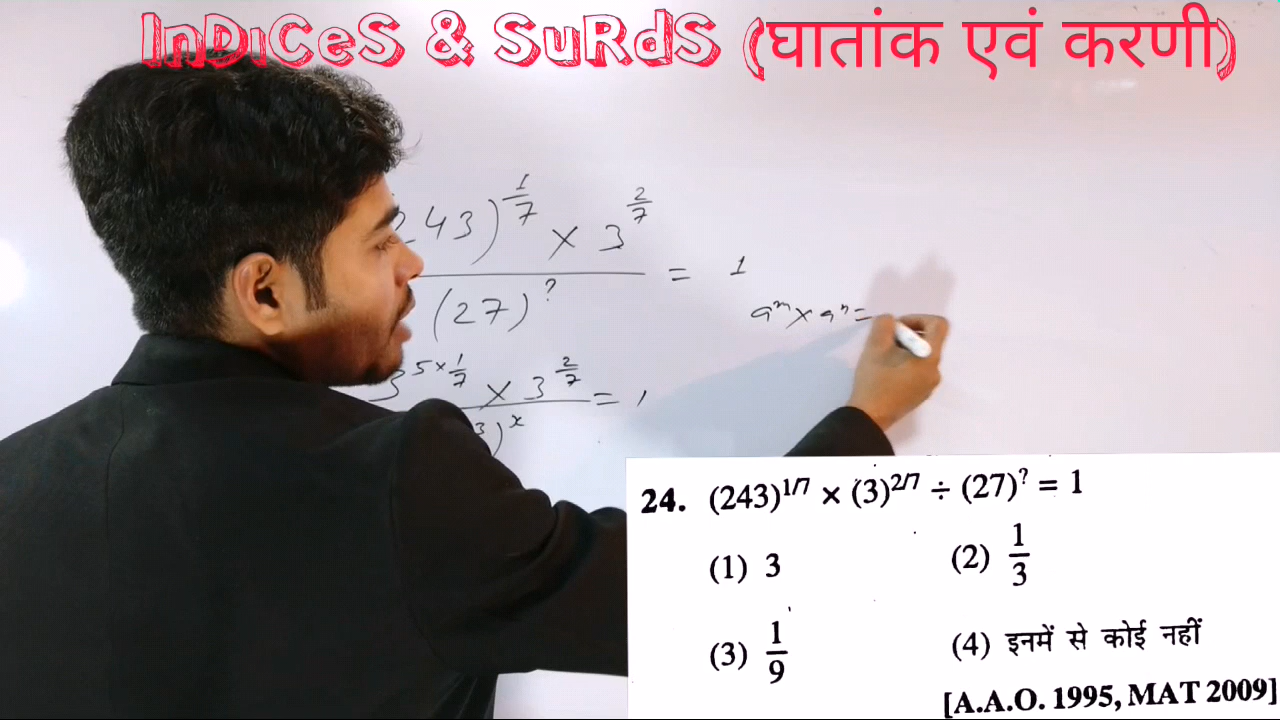 InDiCeS & SuRdS (घातांक एवं करणी)
243)^{1/7} × 3^{2/7}
= 1
(27)^?
a^m × a^n =
3^{5×1/7} × 3^{2/7} = 1
3)^x
24. (243)^{1/7} × (3)^{2/7} ÷ (27)^? = 1
(1) 3 (2) 1/3
(3) 1/9 (4) इनमें से कोई नहीं
[A.A.O. 1995, MAT 2009]